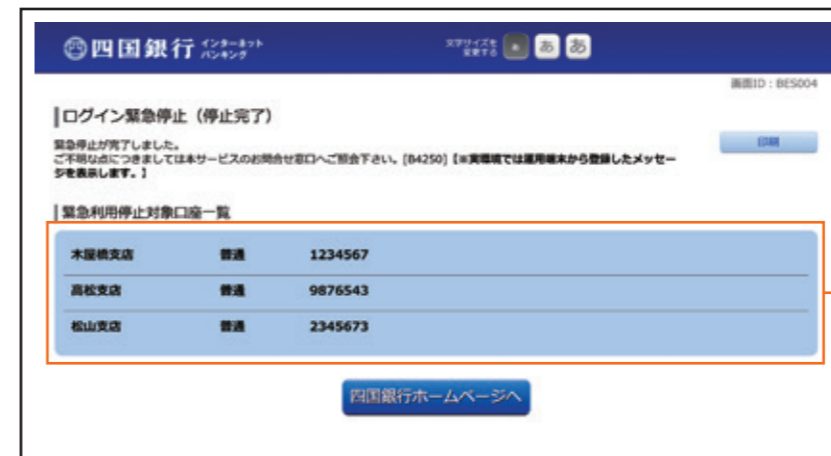 四国銀行 インターネットバンキング
文字サイズを変更する あ あ あ
画面ID：BES004
ログイン緊急停止（停止完了）
緊急停止が完了しました。
ご不明な点につきましては本サービスのお問合せ窓口へご照会下さい。[B4250]【※実環境では運用端末から登録したメッセー
ジを表示します。】
印刷
緊急利用停止対象口座一覧
木屋橋支店 普通 1234567
高松支店 普通 9876543
松山支店 普通 2345673
四国銀行ホームページへ